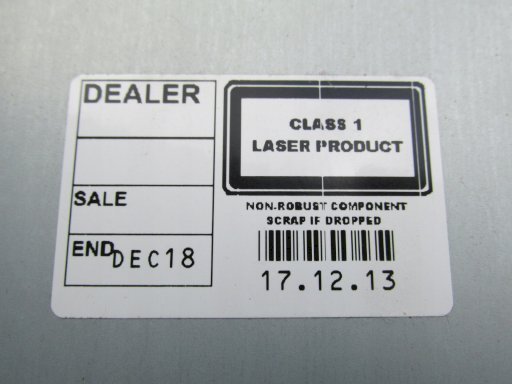 DEALER
SALE
END DEC18
CLASS 1
LASER PRODUCT
NON-ROBUST COMPONENT
SCRAP IF DROPPED
17.12.13